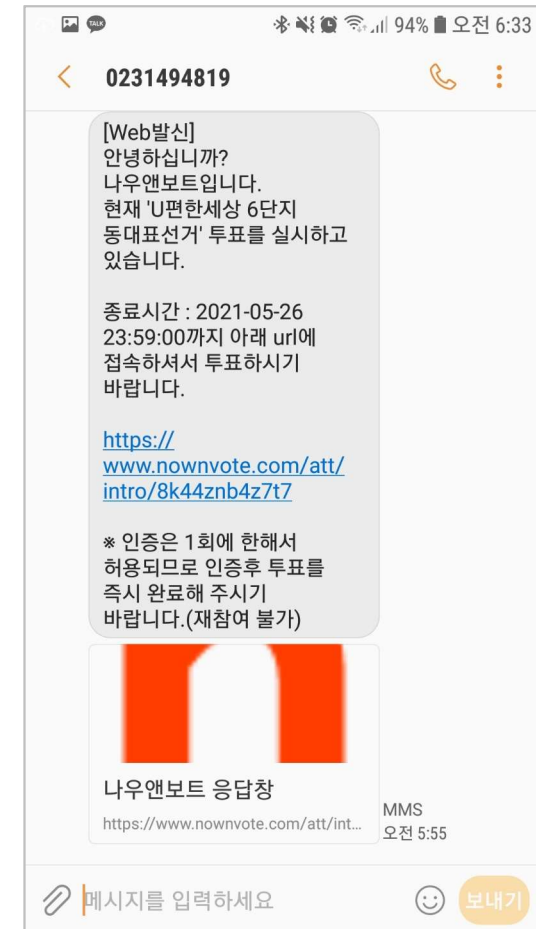 TALK
94% 오전 6:33
0231494819
[Web발신]
안녕하십니까?
나우앤보트입니다.
현재 'U편한세상 6단지
동대표선거' 투표를 실시하고
있습니다.
종료시간 : 2021-05-26
23:59:00까지 아래 url에
접속하셔서 투표하시기
바랍니다.
https://
www.nownvote.com/att/
intro/8k44znb4z7t7
※ 인증은 1회에 한해서
허용되므로 인증후 투표를
즉시 완료해 주시기
바랍니다.(재참여 불가)
나우앤보트 응답창
https://www.nownvote.com/att/int...
MMS
오전 5:55
메시지를 입력하세요
보내기